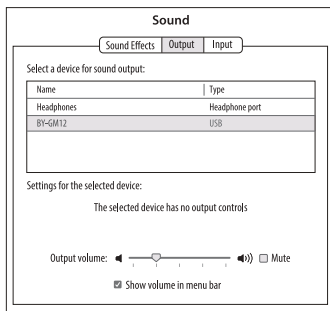 Sound
Sound Effects Output Input
Select a device for sound output:
Name Type
Headphones Headphone port
BY-GM12 USB
Settings for the selected device:
The selected device has no output controls
Output volume: Mute
Show volume in menu bar